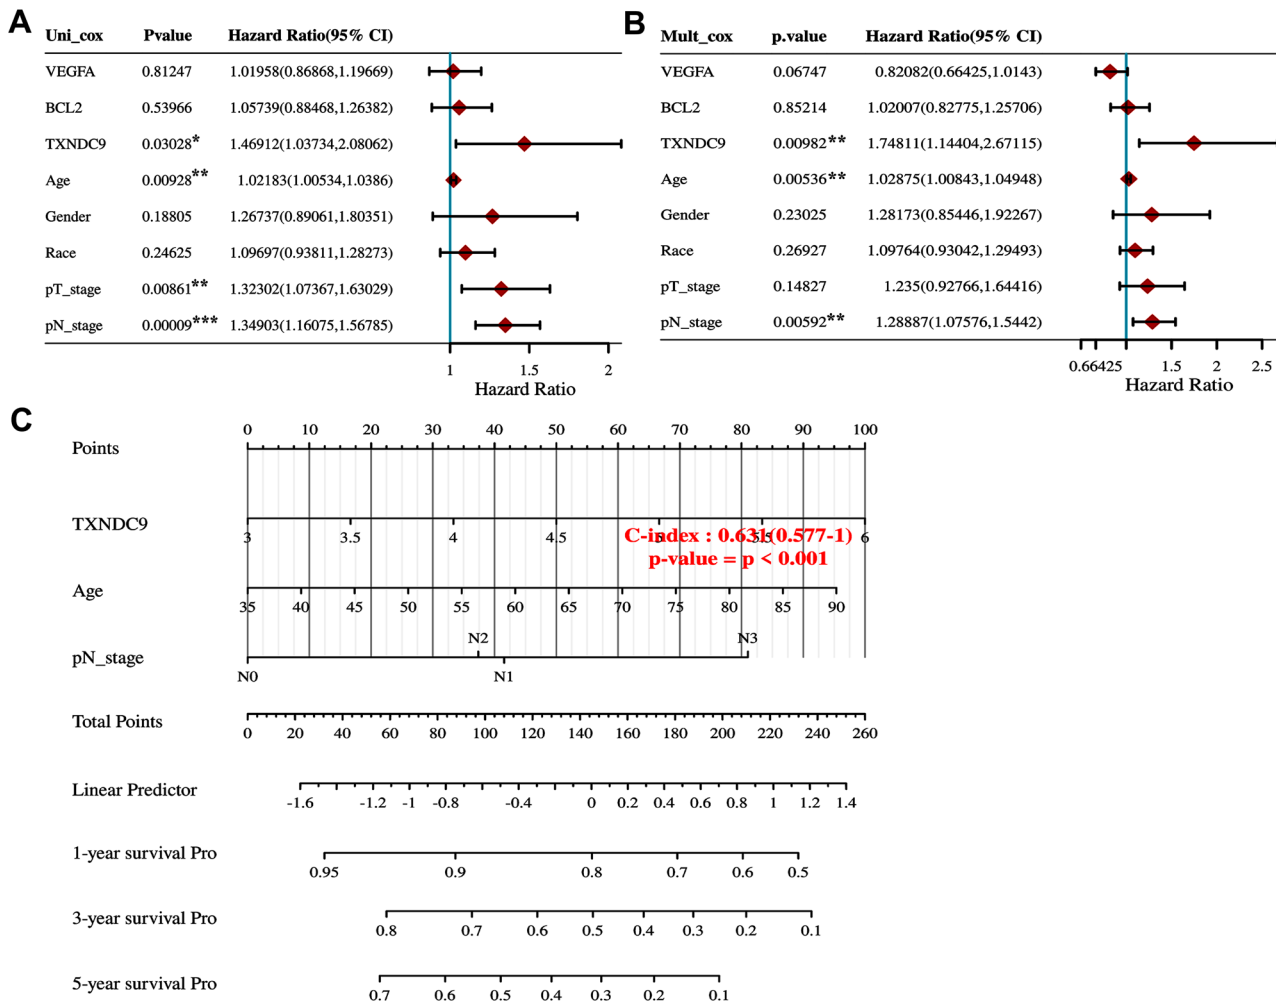 A
Uni_cox Pvalue Hazard Ratio(95% CI)
VEGFA 0.81247 1.01958(0.86868,1.19669)
BCL2 0.53966 1.05739(0.88468,1.26382)
TXNDC9 0.03028* 1.46912(1.03734,2.08062)
Age 0.00928** 1.02183(1.00534,1.0386)
Gender 0.18805 1.26737(0.89061,1.80351)
Race 0.24625 1.09697(0.93811,1.28273)
pT_stage 0.00861** 1.32302(1.07367,1.63029)
pN_stage 0.00009*** 1.34903(1.16075,1.56785)
1 1.5 2
Hazard Ratio
B
Mult_cox p.value Hazard Ratio(95% CI)
VEGFA 0.06747 0.82082(0.66425,1.0143)
BCL2 0.85214 1.02007(0.82775,1.25706)
TXNDC9 0.00982** 1.74811(1.14404,2.67115)
Age 0.00536** 1.02875(1.00843,1.04948)
Gender 0.23025 1.28173(0.85446,1.92267)
Race 0.26927 1.09764(0.93042,1.29493)
pT_stage 0.14827 1.235(0.92766,1.64416)
pN_stage 0.00592** 1.28887(1.07576,1.5442)
0.66425 1.5 2 2.5
Hazard Ratio
C
Points 0 10 20 30 40 50 60 70 80 90 100
TXNDC9 3 3.5 4 4.5 5 5.5 6
C-index : 0.631(0.577-1)
p-value = p < 0.001
Age 35 40 45 50 55 60 65 70 75 80 85 90
pN_stage N0 N2 N1 N3
Total Points 0 20 40 60 80 100 120 140 160 180 200 220 240 260
Linear Predictor -1.6 -1.2 -1 -0.8 -0.4 0 0.2 0.4 0.6 0.8 1 1.2 1.4
1-year survival Pro 0.95 0.9 0.8 0.7 0.6 0.5
3-year survival Pro 0.8 0.7 0.6 0.5 0.4 0.3 0.2 0.1
5-year survival Pro 0.7 0.6 0.5 0.4 0.3 0.2 0.1